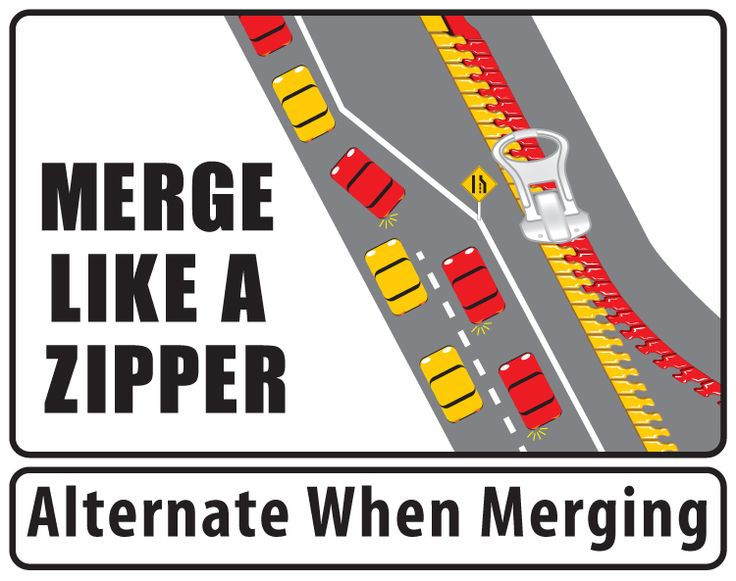 MERGE
LIKE A
ZIPPER
Alternate When Merging